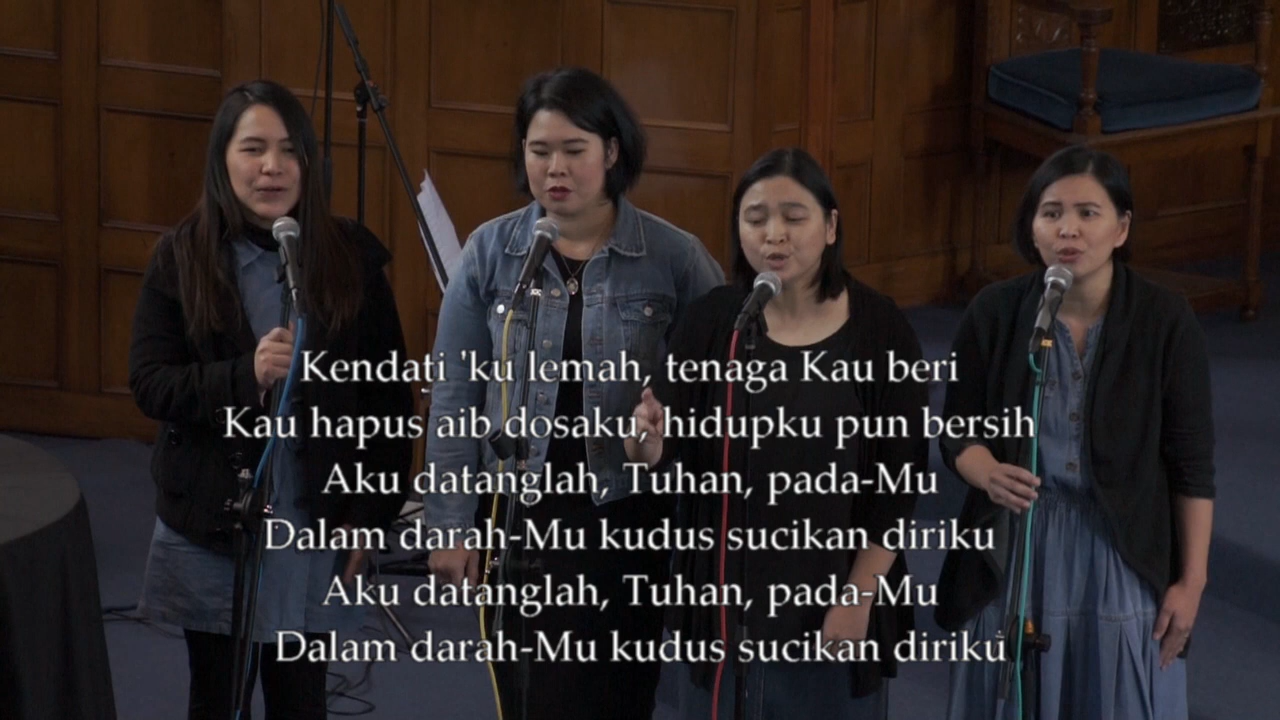 Kendati 'ku lemah, tenaga Kau beri
Kau hapus aib dosaku, hidupku pun bersih
Aku datanglah, Tuhan, pada-Mu
Dalam darah-Mu kudus sucikan diriku
Aku datanglah, Tuhan, pada-Mu
Dalam darah-Mu kudus sucikan diriku